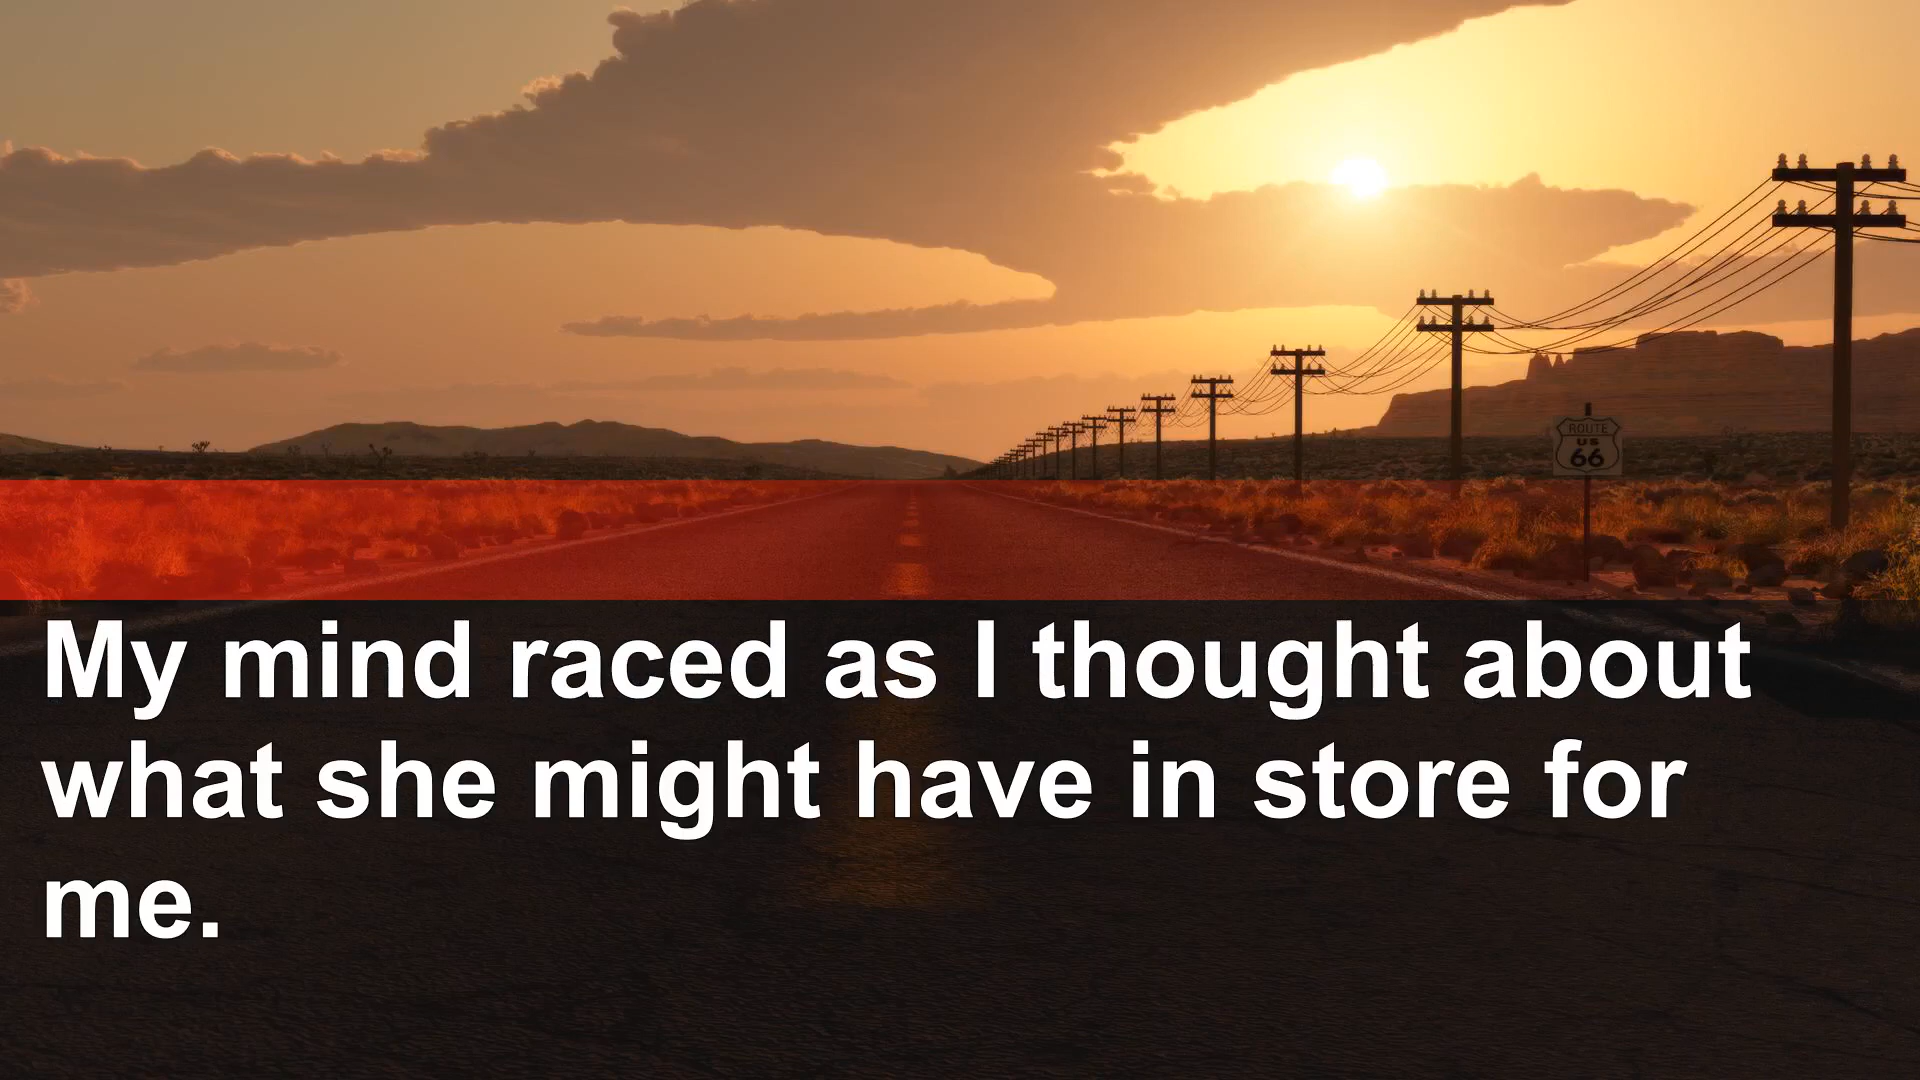 ROUTE
US
66
My mind raced as I thought about
what she might have in store for
me.